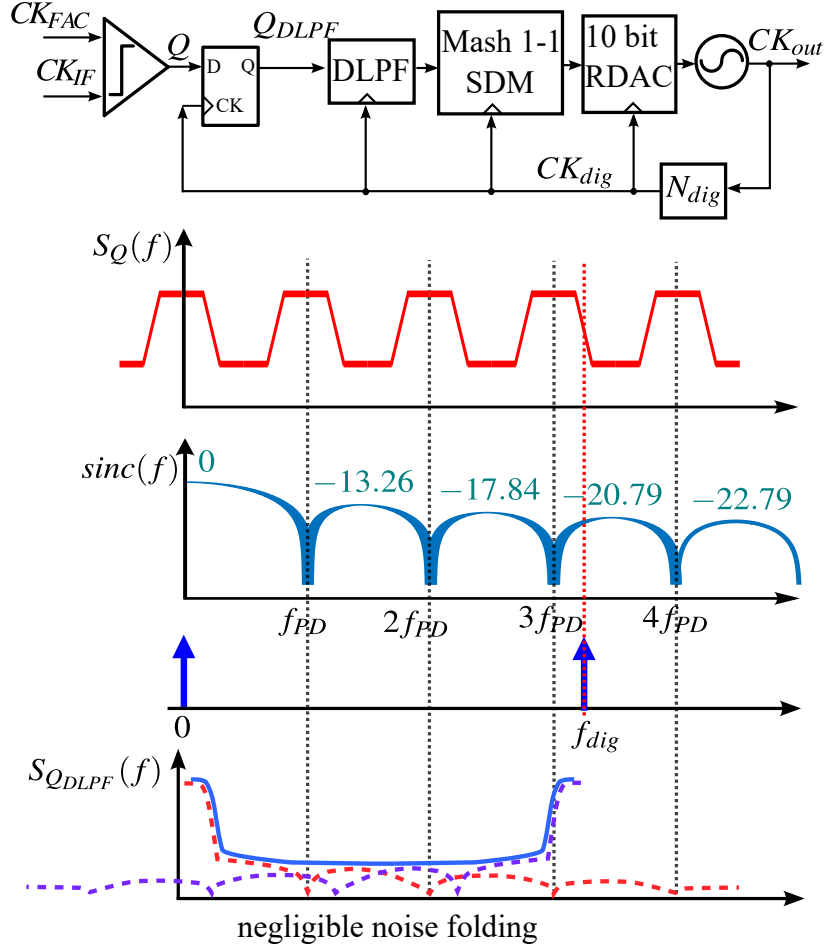 CK_FAC
CK_IF
Q
D Q
CK
Q_DLPF
DLPF
Mash 1-1
SDM
10 bit
RDAC
CK_out
CK_dig
N_dig
S_Q(f)
sinc(f)
0
−13.26
−17.84
−20.79
−22.79
f_PD
2f_PD
3f_PD
4f_PD
0
f_dig
S_Q_DLPF(f)
negligible noise folding